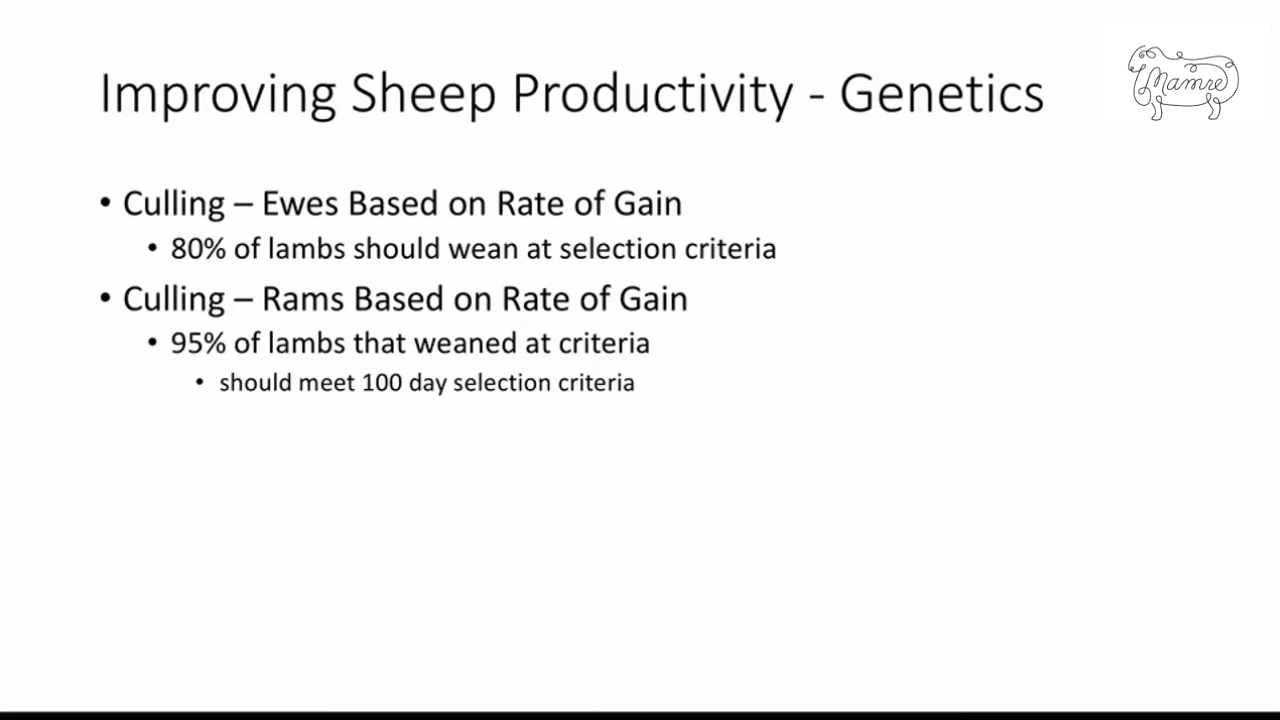 Improving Sheep Productivity - Genetics
Mamre
• Culling – Ewes Based on Rate of Gain
• 80% of lambs should wean at selection criteria
• Culling – Rams Based on Rate of Gain
• 95% of lambs that weaned at criteria
• should meet 100 day selection criteria